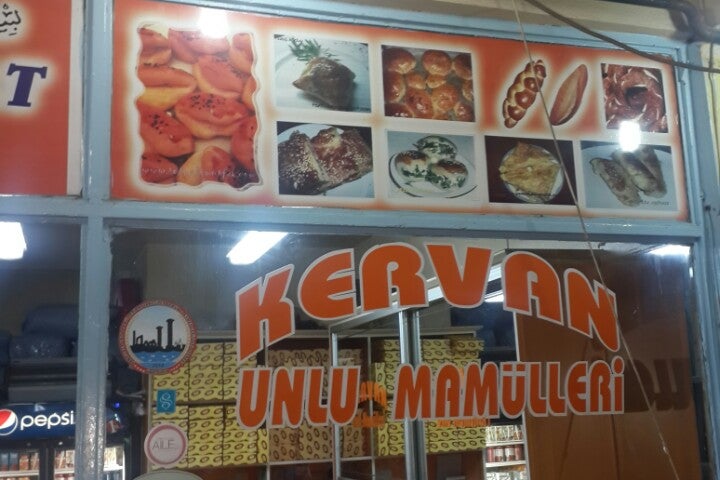 T
KERVAN
UNLU MAMÜLLERİ
pepsi
AİLE